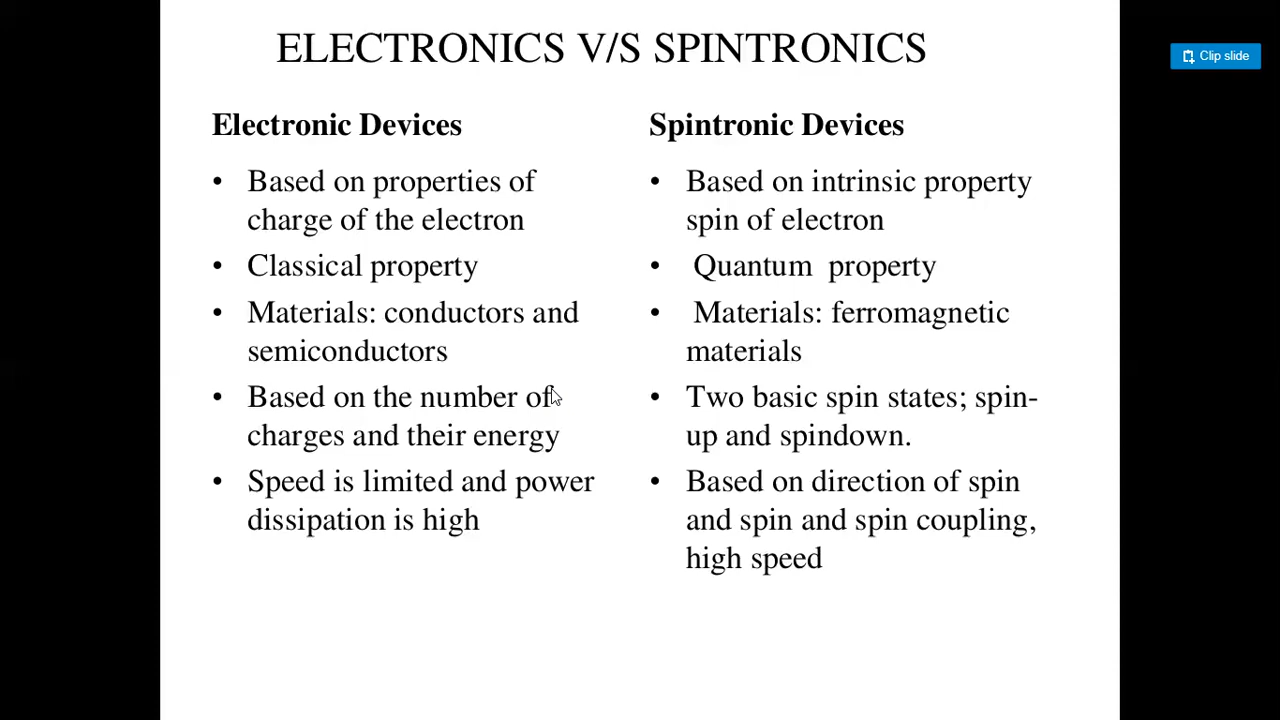 ELECTRONICS V/S SPINTRONICS
Clip slide
Electronic Devices
• Based on properties of
charge of the electron
• Classical property
• Materials: conductors and
semiconductors
• Based on the number of
charges and their energy
• Speed is limited and power
dissipation is high
Spintronic Devices
• Based on intrinsic property
spin of electron
• Quantum property
• Materials: ferromagnetic
materials
• Two basic spin states; spin-
up and spindown.
• Based on direction of spin
and spin and spin coupling,
high speed